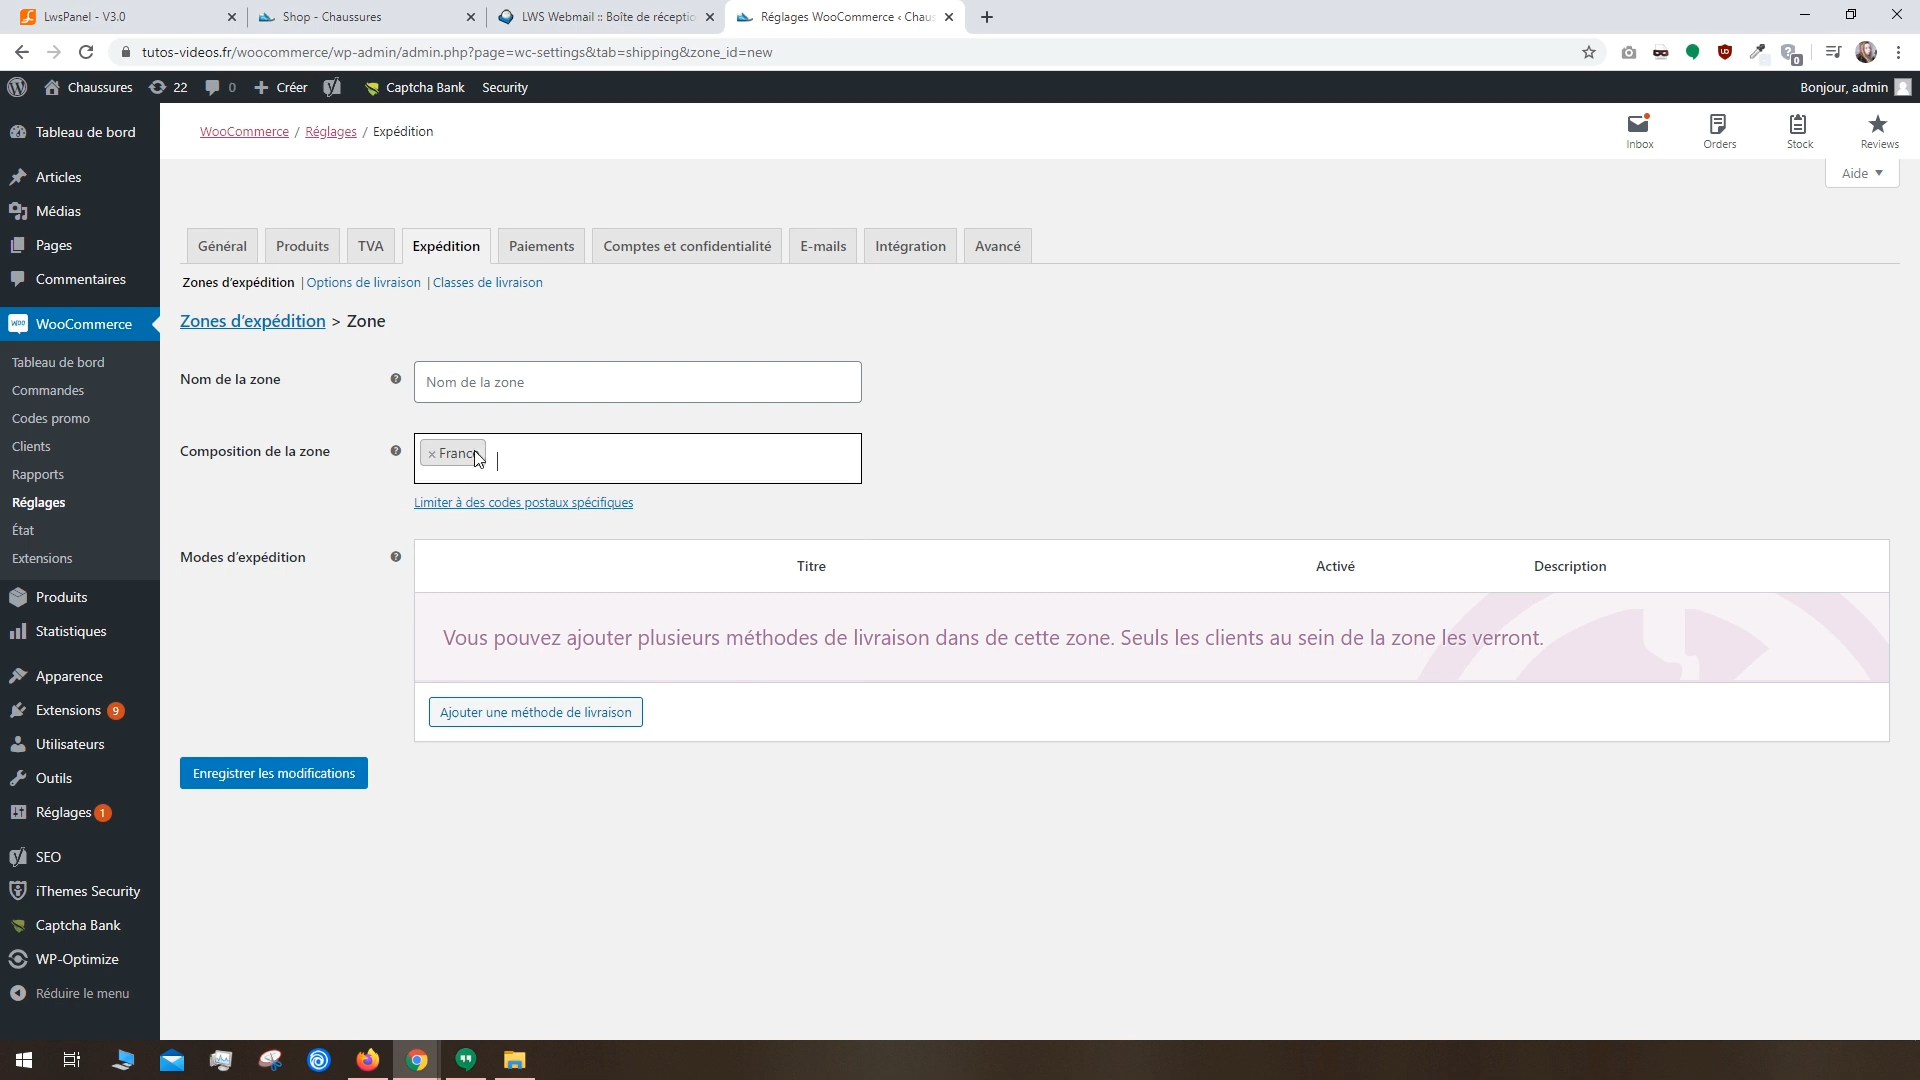 LwsPanel - V3.0
Shop - Chaussures
LWS Webmail :: Boîte de réceptio
Réglages WooCommerce ‹ Chaus
tutos-videos.fr/woocommerce/wp-admin/admin.php?page=wc-settings&tab=shipping&zone_id=new
0
Chaussures
22
0
Créer
Captcha Bank
Security
Bonjour, admin
Tableau de bord
Articles
Médias
Pages
Commentaires
WooCommerce
Tableau de bord
Commandes
Codes promo
Clients
Rapports
Réglages
État
Extensions
Produits
Statistiques
Apparence
Extensions 9
Utilisateurs
Outils
Réglages 1
SEO
iThemes Security
Captcha Bank
WP-Optimize
Réduire le menu
WooCommerce / Réglages / Expédition
Inbox
Orders
Stock
Reviews
Aide
Général
Produits
TVA
Expédition
Paiements
Comptes et confidentialité
E-mails
Intégration
Avancé
Zones d'expédition | Options de livraison | Classes de livraison
Zones d'expédition > Zone
Nom de la zone
?
Nom de la zone
Composition de la zone
?
× Franc
Limiter à des codes postaux spécifiques
Modes d'expédition
?
Titre
Activé
Description
Vous pouvez ajouter plusieurs méthodes de livraison dans de cette zone. Seuls les clients au sein de la zone les verront.
Ajouter une méthode de livraison
Enregistrer les modifications